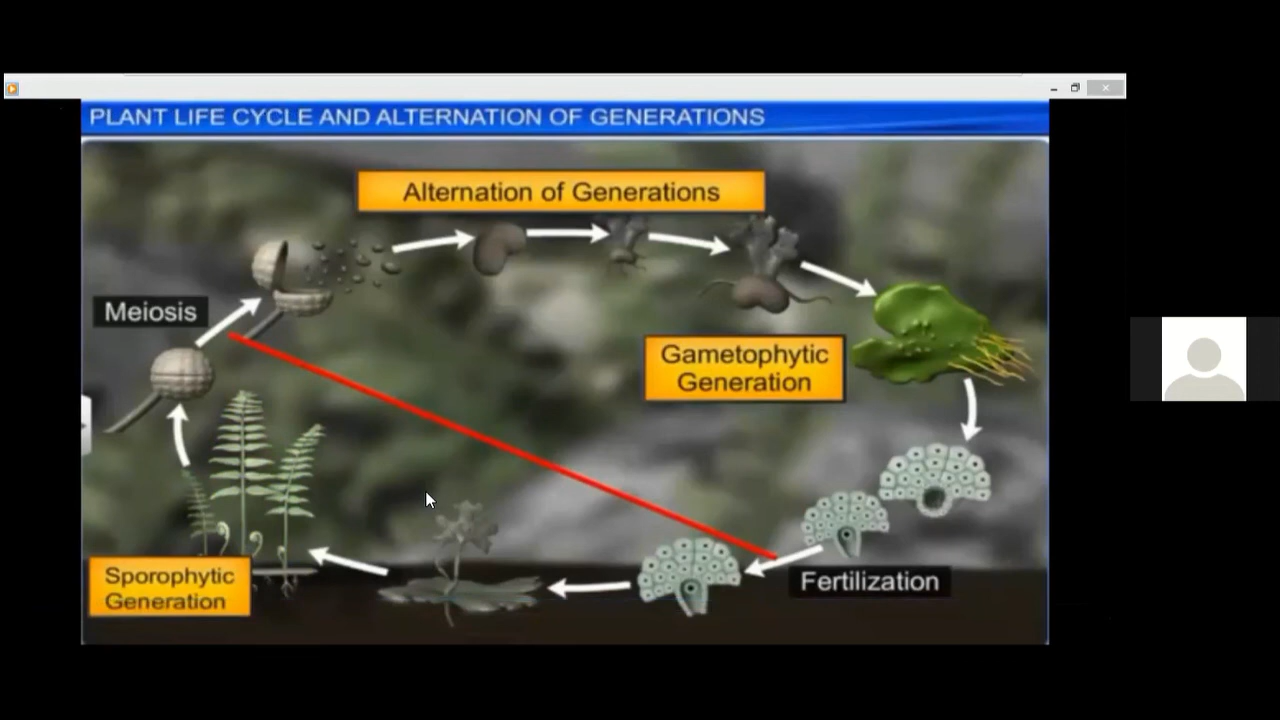 PLANT LIFE CYCLE AND ALTERNATION OF GENERATIONS
Alternation of Generations
Meiosis
Gametophytic
Generation
Sporophytic
Generation
Fertilization